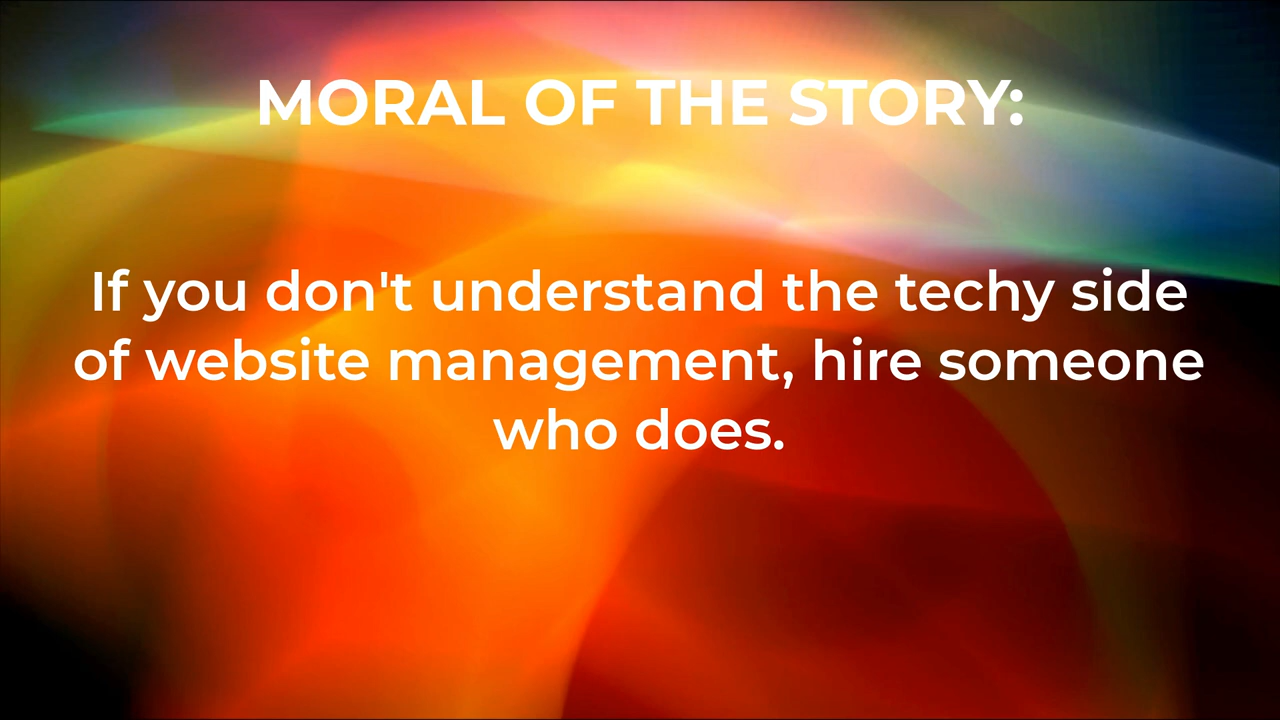 MORAL OF THE STORY:
If you don't understand the techy side
of website management, hire someone
who does.